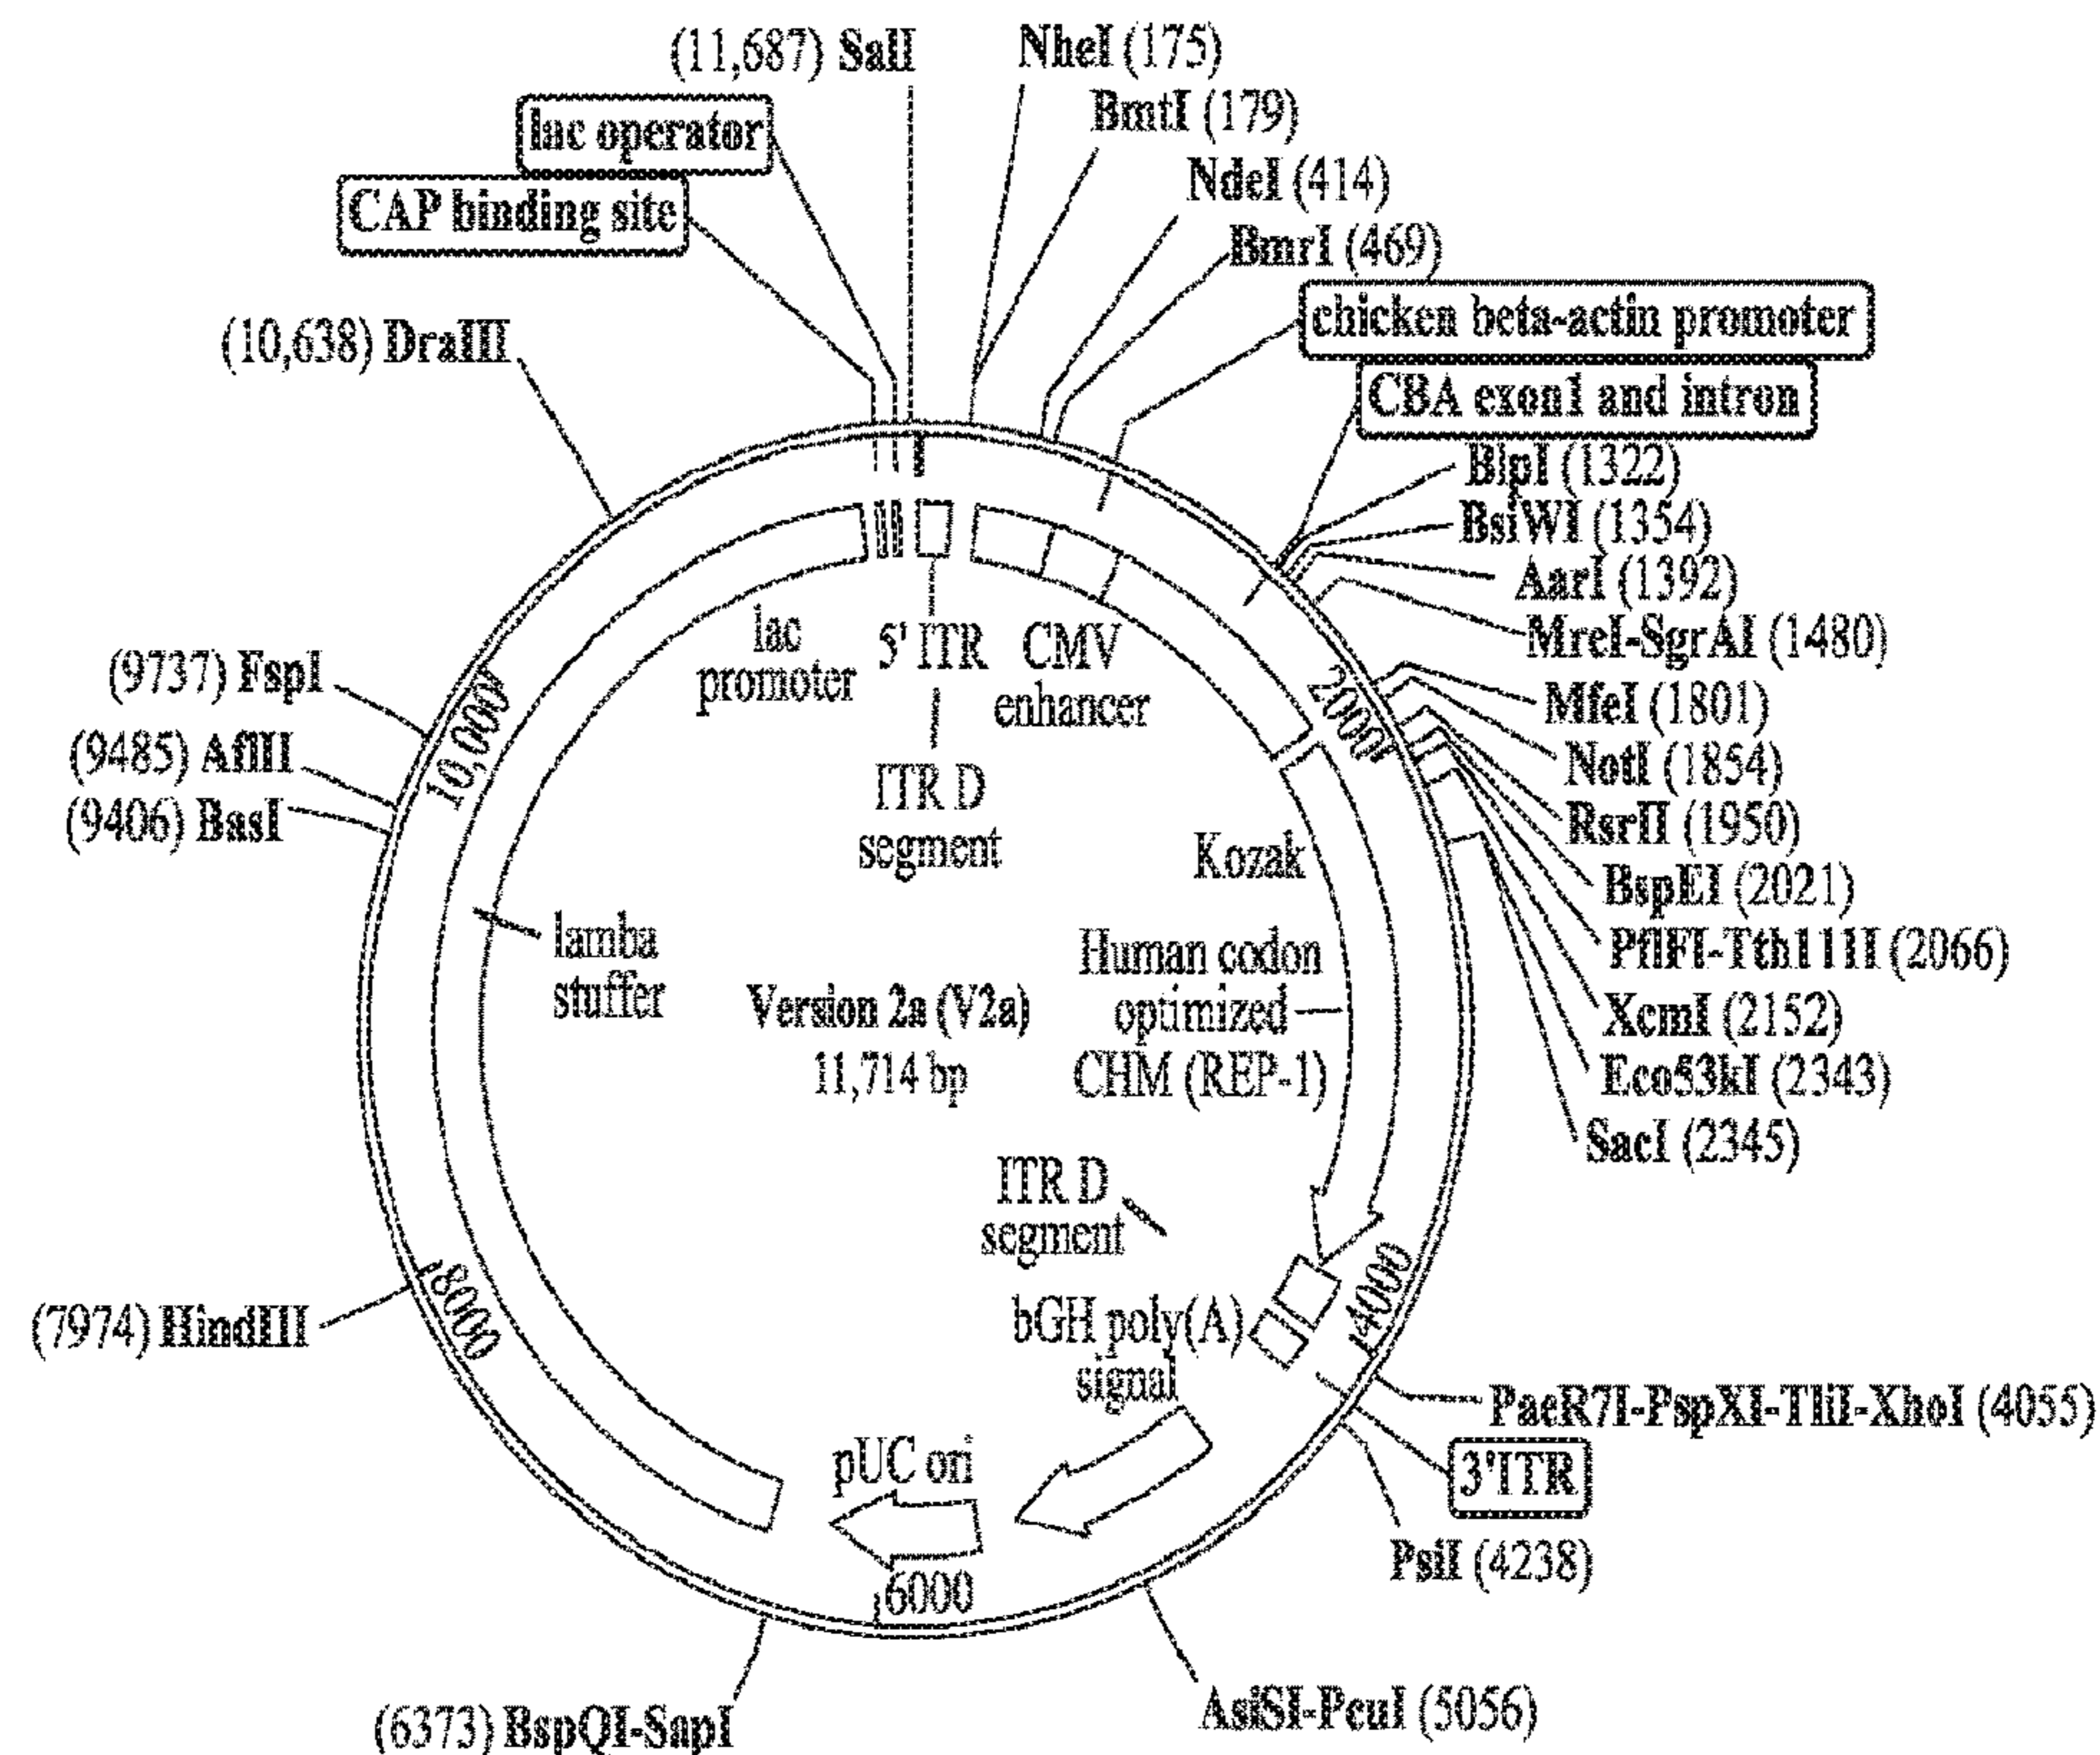 (11,687) SalI
NheI (175)
lac operator
BmtI (179)
CAP binding site
NdeI (414)
BmrI (469)
(10,638) DraIII
chicken beta-actin promoter
CBA exon1 and intron
BlpI (1322)
BsiWI (1354)
AarI (1392)
MreI-SgrAI (1480)
(9737) FspI
MfeI (1801)
(9485) AflII
NotI (1854)
(9406) BasI
RsrII (1950)
BspEI (2021)
PflFI-Tth111I (2066)
XcmI (2152)
Eco53kI (2343)
SacI (2345)
lac
promoter
5' ITR
CMV
enhancer
2000
10,000
ITR D
segment
Kozak
lamba
stuffer
Human codon
optimized
CHM (REP-1)
Version 2a (V2a)
11,714 bp
ITR D
segment
4000
8000
(7974) HindIII
bGH poly(A)
signal
PaeR7I-PspXI-TliI-XhoI (4055)
3'ITR
pUC ori
PsiI (4238)
6000
AsiSI-PcuI (5056)
(6373) BspQI-SapI